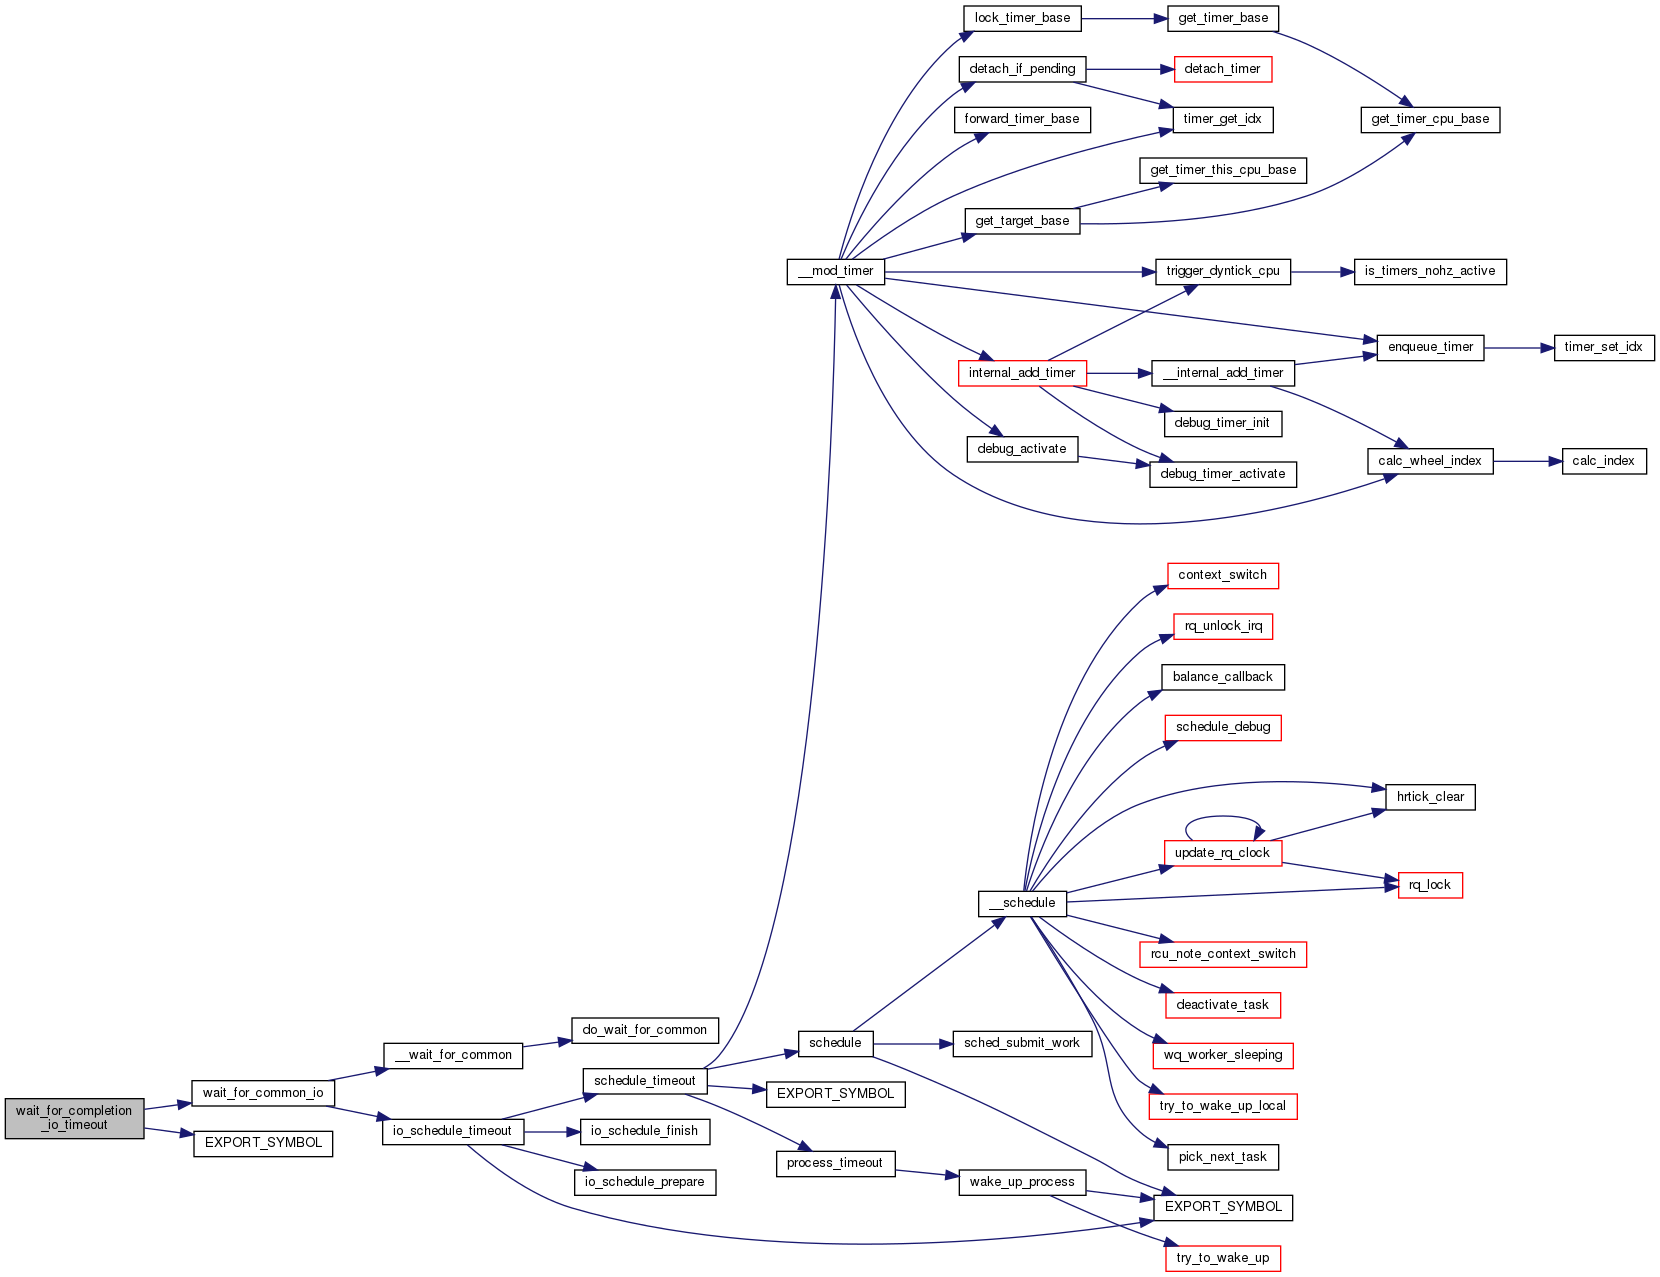 lock_timer_base
get_timer_base
detach_if_pending
detach_timer
forward_timer_base
timer_get_idx
get_timer_cpu_base
get_timer_this_cpu_base
get_target_base
__mod_timer
trigger_dyntick_cpu
is_timers_nohz_active
enqueue_timer
timer_set_idx
internal_add_timer
__internal_add_timer
debug_timer_init
debug_activate
calc_wheel_index
calc_index
debug_timer_activate
context_switch
rq_unlock_irq
balance_callback
schedule_debug
hrtick_clear
update_rq_clock
rq_lock
__schedule
rcu_note_context_switch
deactivate_task
do_wait_for_common
schedule
sched_submit_work
__wait_for_common
wq_worker_sleeping
schedule_timeout
EXPORT_SYMBOL
wait_for_common_io
try_to_wake_up_local
wait_for_completion
_io_timeout
io_schedule_timeout
io_schedule_finish
EXPORT_SYMBOL
process_timeout
pick_next_task
io_schedule_prepare
wake_up_process
EXPORT_SYMBOL
try_to_wake_up